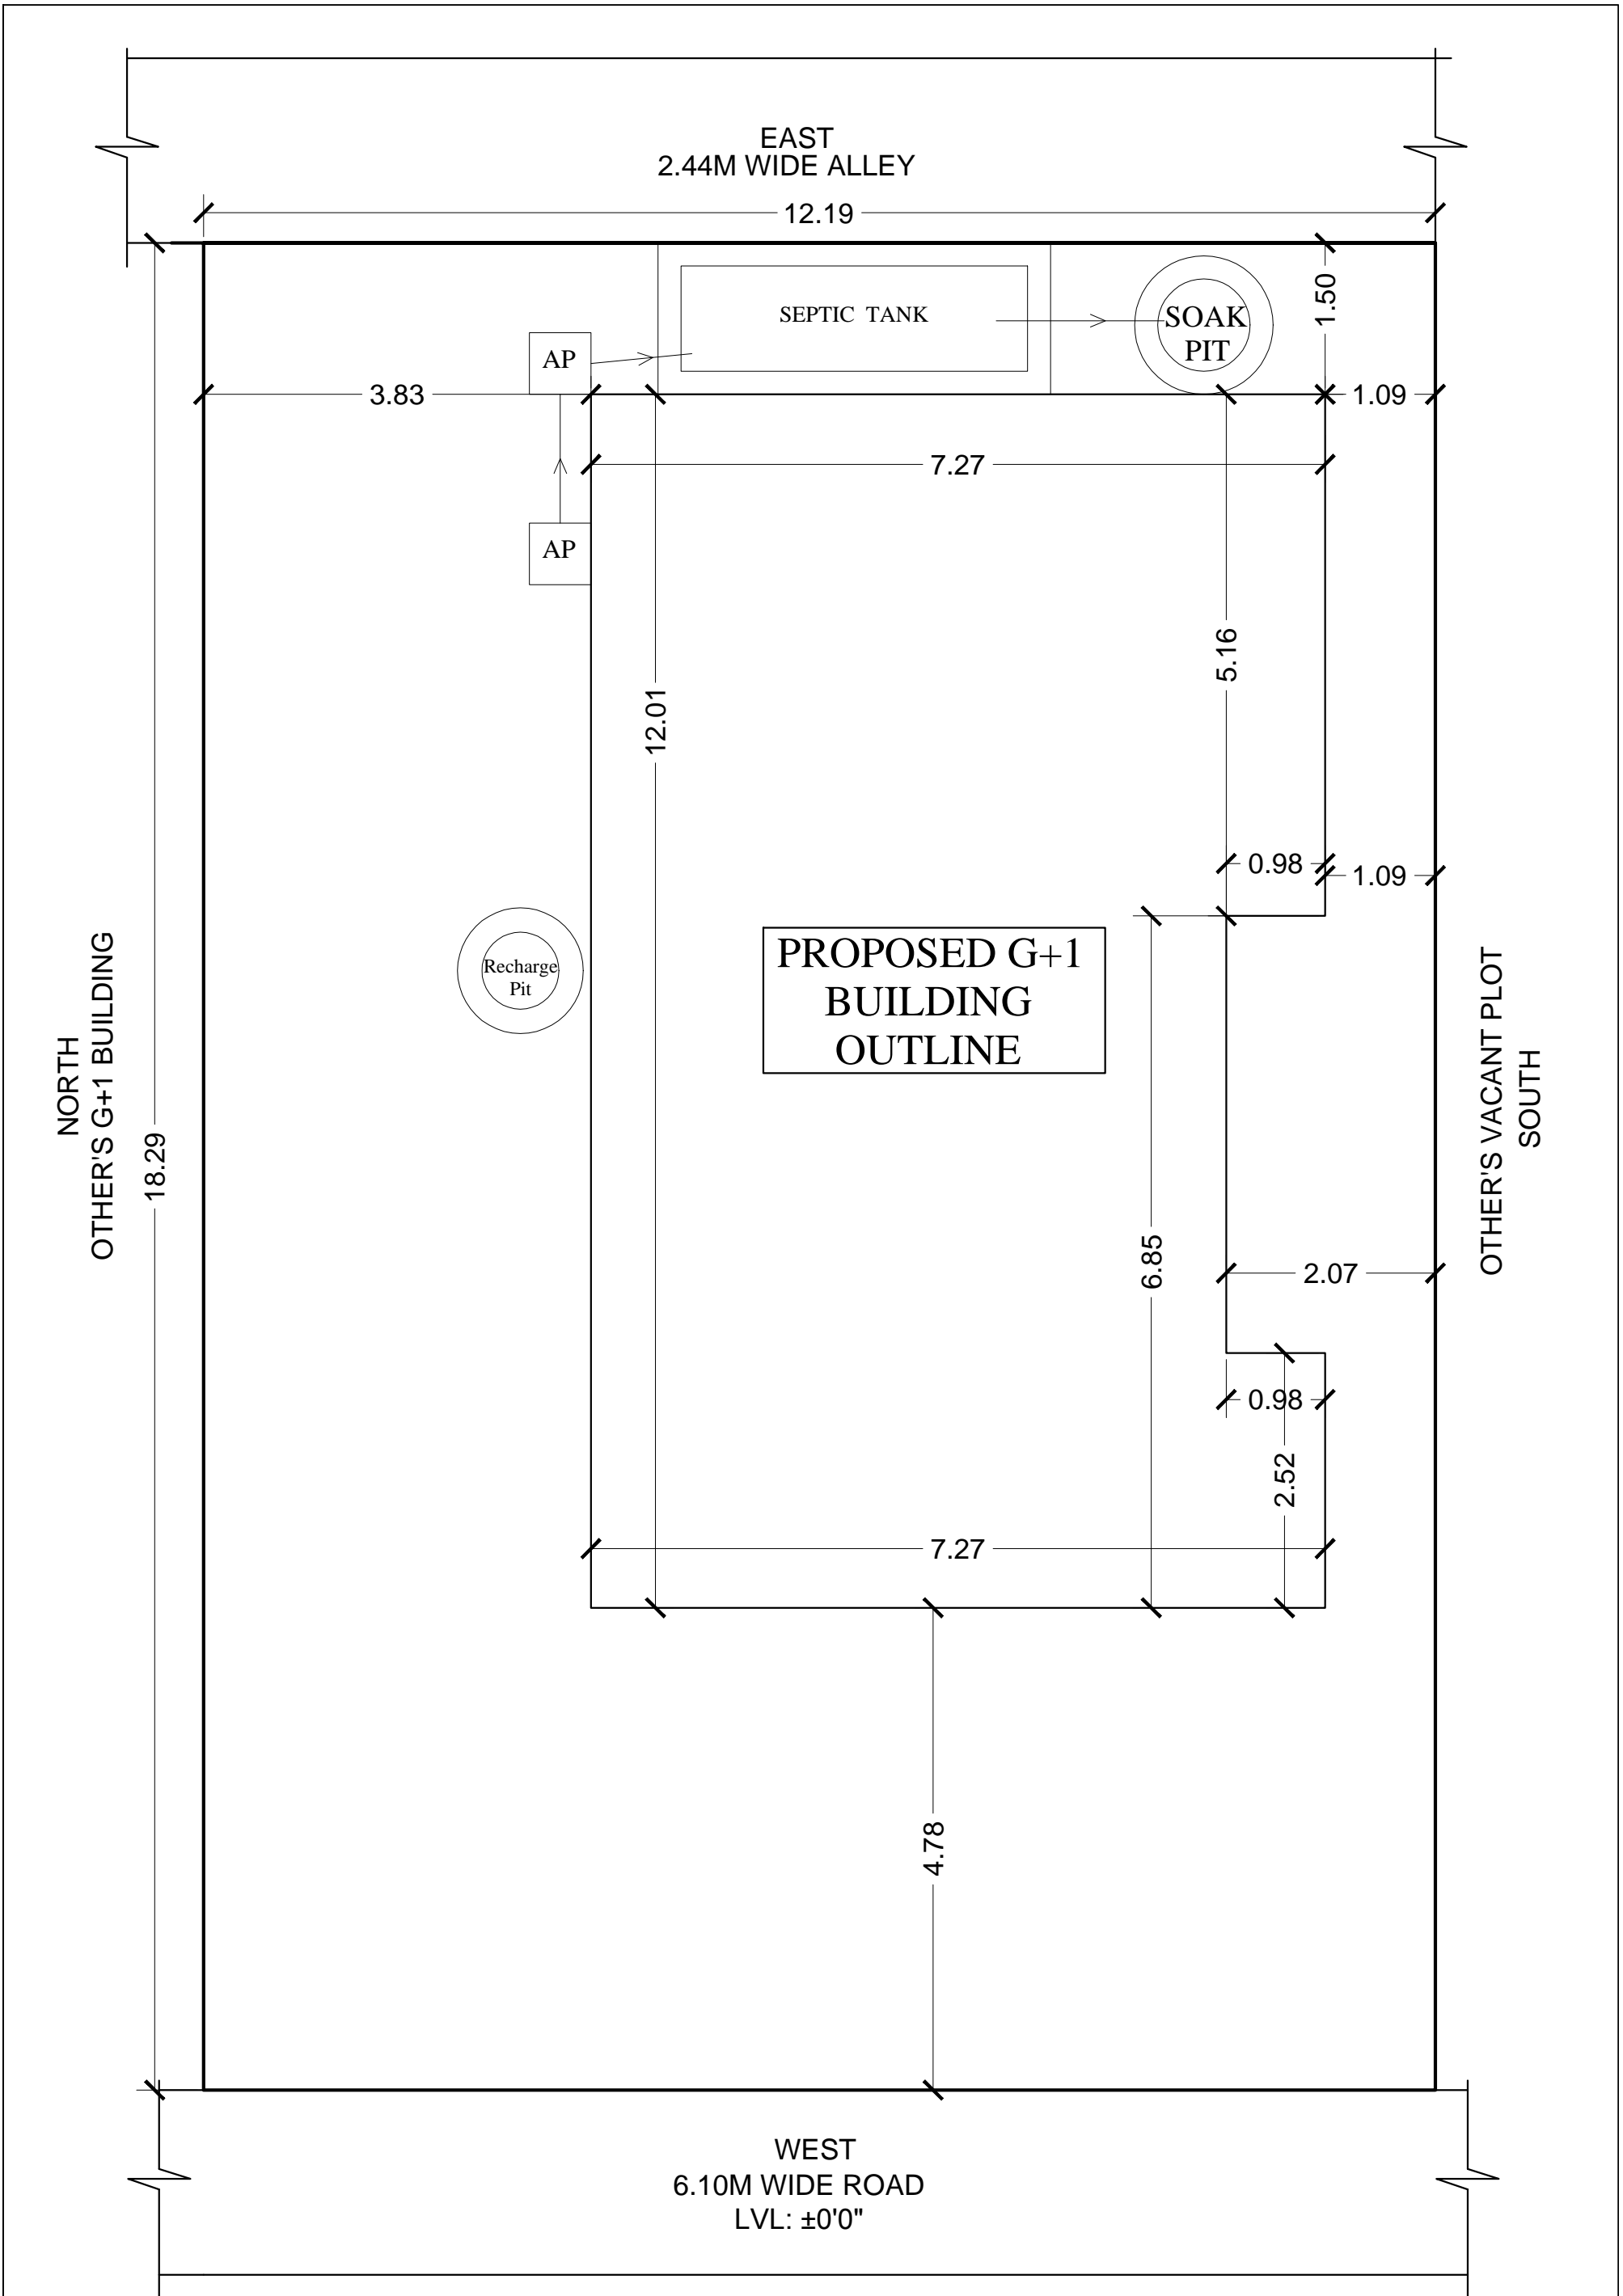 EAST
2.44M WIDE ALLEY
12.19
SEPTIC TANK
SOAK
PIT
1.50
AP
3.83
1.09
7.27
AP
5.16
12.01
0.98
1.09
PROPOSED G+1
BUILDING
OUTLINE
Recharge
Pit
NORTH
OTHER'S G+1 BUILDING
18.29
OTHER'S VACANT PLOT
SOUTH
6.85
2.07
0.98
2.52
7.27
4.78
WEST
6.10M WIDE ROAD
LVL: ±0'0"